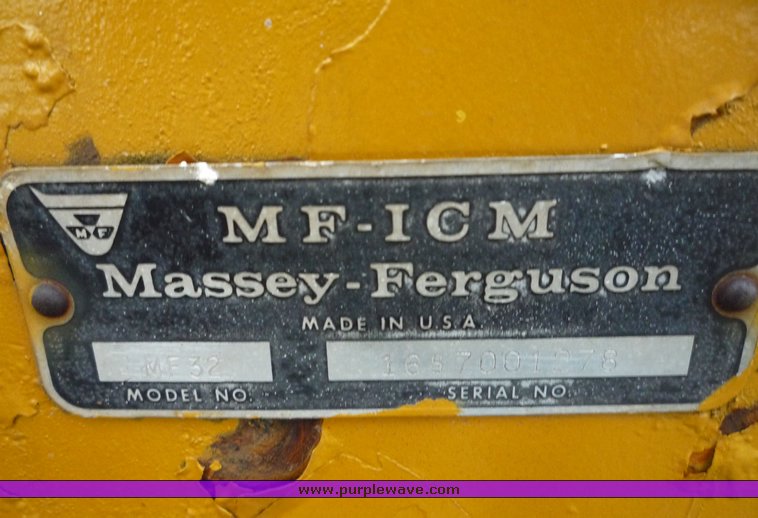 MF-ICM
MF
Massey-Ferguson
MADE IN U.S.A
MF32
MODEL NO.
SERIAL NO.
www.purplewave.com